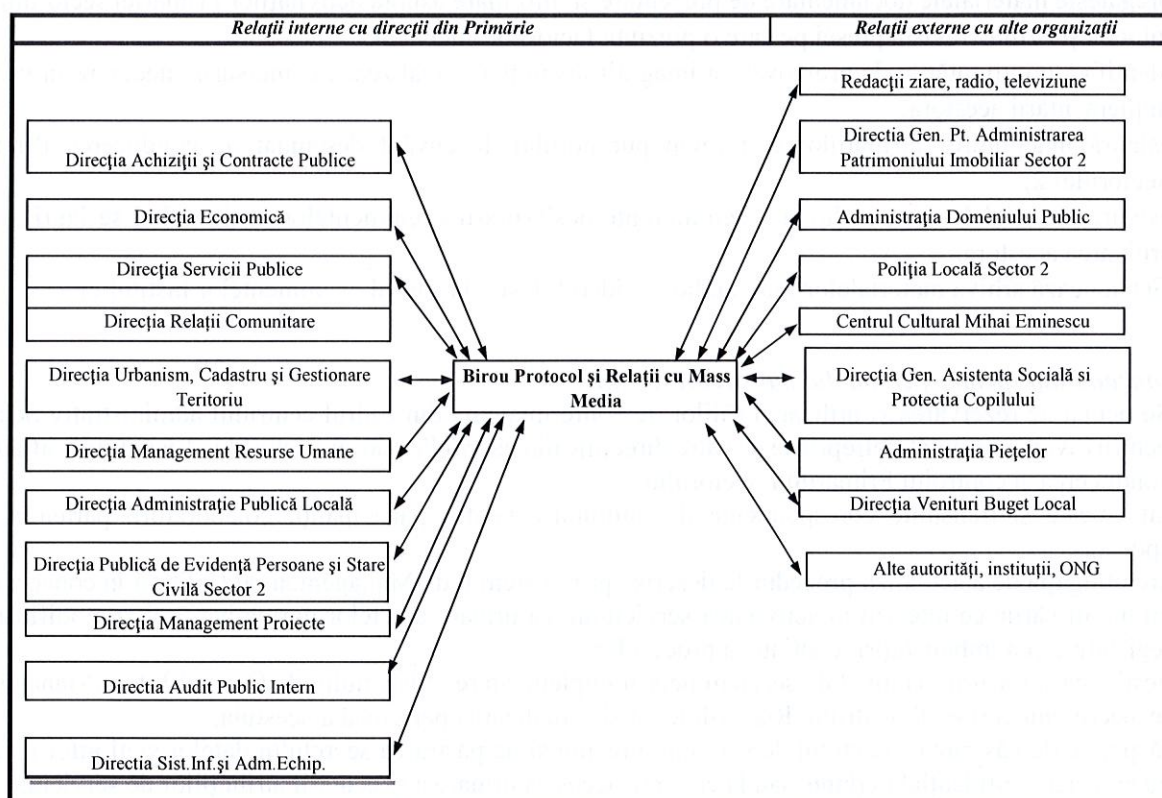 Relații interne cu direcții din Primărie
Relații externe cu alte organizații
Direcția Achiziții și Contracte Publice
Direcția Economică
Direcția Servicii Publice
Direcția Relații Comunitare
Direcția Urbanism, Cadastru și Gestionare
Teritoriu
Direcția Management Resurse Umane
Direcția Administrație Publică Locală
Direcția Publică de Evidență Persoane și Stare
Civilă Sector 2
Direcția Management Proiecte
Directia Audit Public Intern
Directia Sist.Inf.și Adm.Echip.
Birou Protocol și Relații cu Mass
Media
Redacții ziare, radio, televiziune
Directia Gen. Pt. Administrarea
Patrimoniului Imobiliar Sector 2
Administrația Domeniului Public
Poliția Locală Sector 2
Centrul Cultural Mihai Eminescu
Direcția Gen. Asistenta Socială si
Protectia Copilului
Administrația Piețelor
Direcția Venituri Buget Local
Alte autorități, instituții, ONG